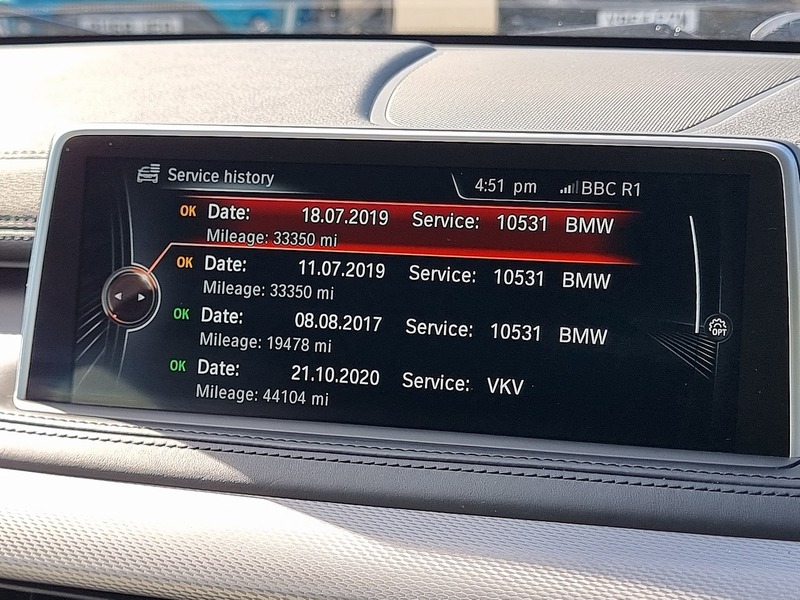 Service history
4:51 pm BBC R1
OK Date: 18.07.2019 Service: 10531 BMW
Mileage: 33350 mi
OK Date: 11.07.2019 Service: 10531 BMW
Mileage: 33350 mi
OK Date: 08.08.2017 Service: 10531 BMW
Mileage: 19478 mi
OPT
OK Date: 21.10.2020 Service: VKV
Mileage: 44104 mi